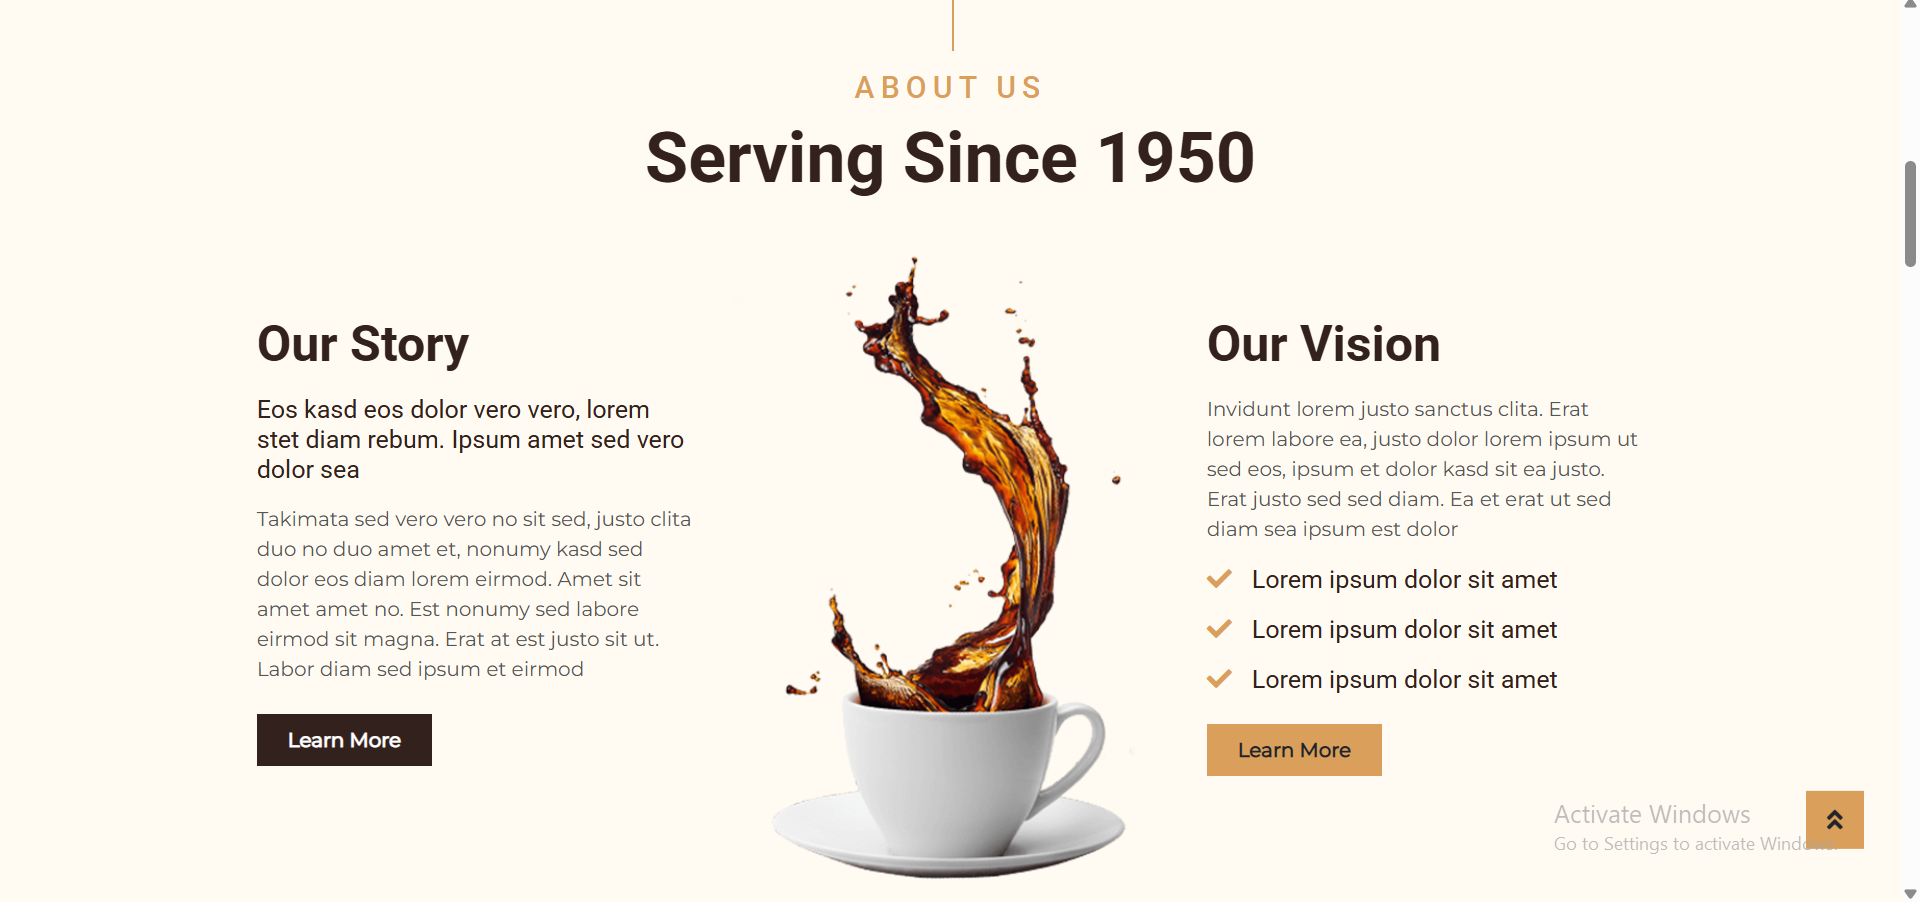 ABOUT US
Serving Since 1950
Our Story
Eos kasd eos dolor vero vero, lorem
stet diam rebum. Ipsum amet sed vero
dolor sea
Takimata sed vero vero no sit sed, justo clita
duo no duo amet et, nonumy kasd sed
dolor eos diam lorem eirmod. Amet sit
amet amet no. Est nonumy sed labore
eirmod sit magna. Erat at est justo sit ut.
Labor diam sed ipsum et eirmod
Learn More
Our Vision
Invidunt lorem justo sanctus clita. Erat
lorem labore ea, justo dolor lorem ipsum ut
sed eos, ipsum et dolor kasd sit ea justo.
Erat justo sed sed diam. Ea et erat ut sed
diam sea ipsum est dolor
Lorem ipsum dolor sit amet
Lorem ipsum dolor sit amet
Lorem ipsum dolor sit amet
Learn More
Activate Windows
Go to Settings to activate Windows.